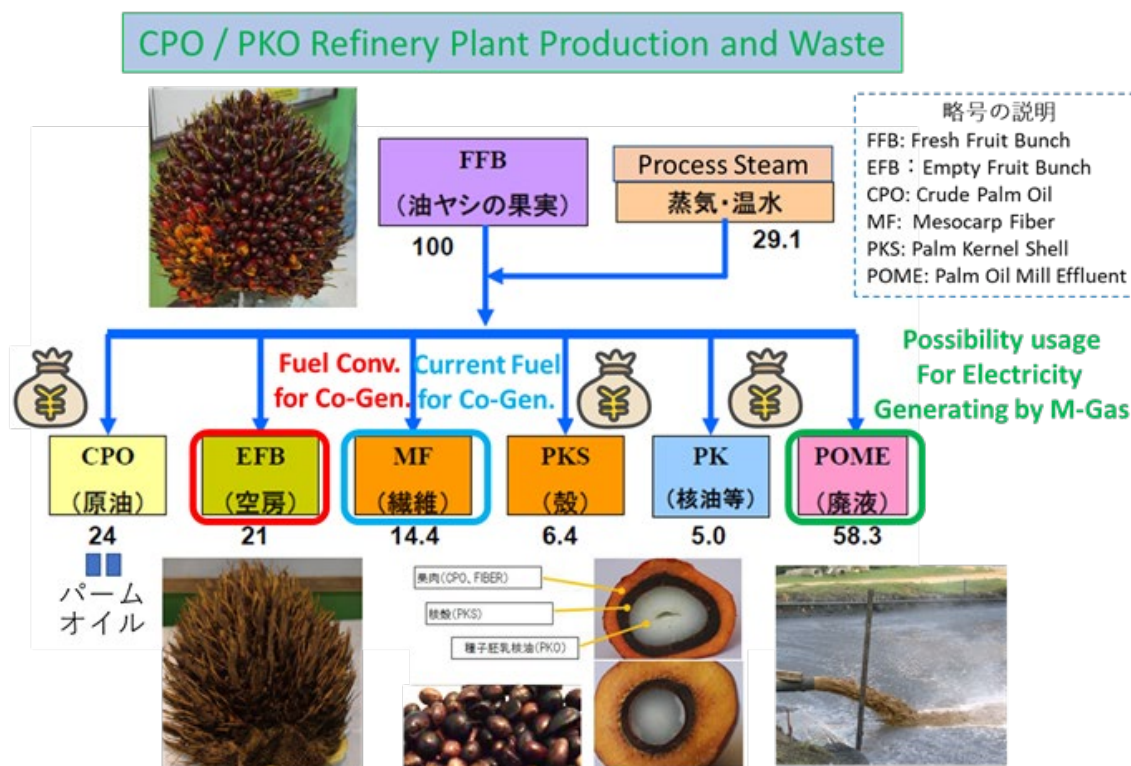 CPO / PKO Refinery Plant Production and Waste
略号の説明
FFB: Fresh Fruit Bunch
EFB：Empty Fruit Bunch
CPO: Crude Palm Oil
MF: Mesocarp Fiber
PKS: Palm Kernel Shell
POME: Palm Oil Mill Effluent
FFB
（油ヤシの果実）
100
Process Steam
蒸気・温水
29.1
Fuel Conv.
for Co-Gen.
Current Fuel
for Co-Gen.
Possibility usage
For Electricity
Generating by M-Gas
¥
¥
¥
CPO
（原油）
24
EFB
（空房）
21
MF
（繊維）
14.4
PKS
（殻）
6.4
PK
（核油等）
5.0
POME
（廃液）
58.3
パーム
オイル
果肉(CPO、FIBER)
核殻(PKS)
種子胚乳核油(PKO)